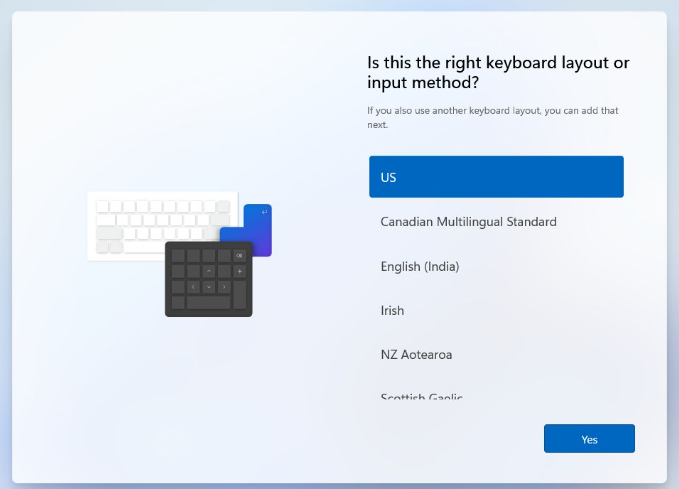 Is this the right keyboard layout or
input method?
If you also use another keyboard layout, you can add that
next.
US
Canadian Multilingual Standard
English (India)
Irish
NZ Aotearoa
Scottish Gaelic
Yes